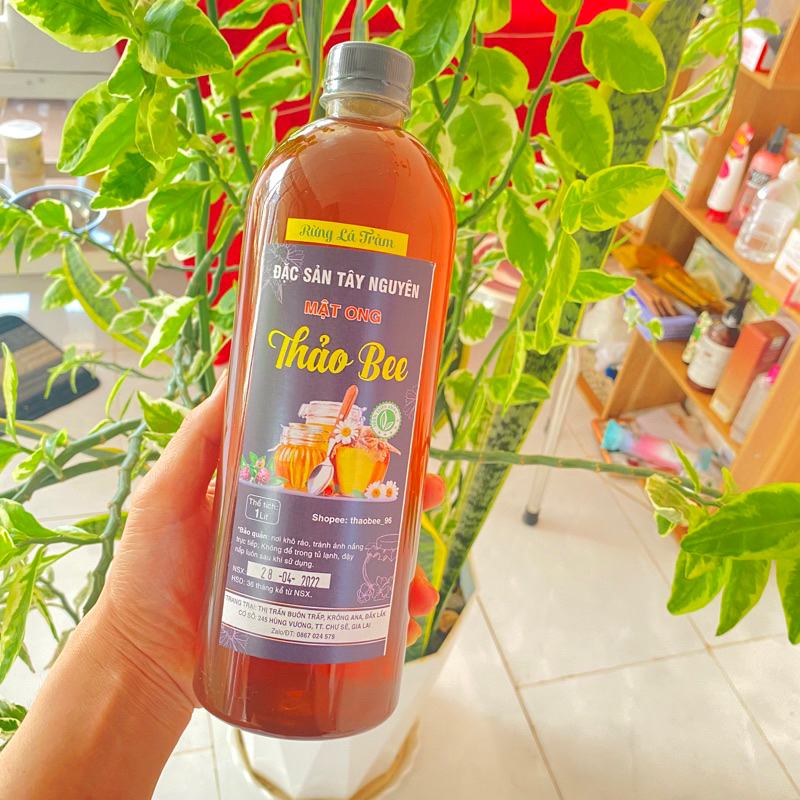 Rừng Lá Tràm
ĐẶC SẢN TÂY NGUYÊN
MẬT ONG
Thảo Bee
Thể tích:
1 Lít
Shopee: thaobee_96
*Bảo quản: nơi khô ráo, tránh ánh nắng
trực tiếp, Không để trong tủ lạnh, đậy
nắp luôn sau khi sử dụng.
NSX: 28 -04- 2022
HSD: 36 tháng kể từ NSX.
TRANG TRẠI: THỊ TRẤN BUÔN TRẤP, KRÔNG ANA, ĐẮK LẮK
CƠ SỞ: 245 HÙNG VƯƠNG, TT. CHƯ SÊ, GIA LAI
Zalo/ĐT: 0867 024 579